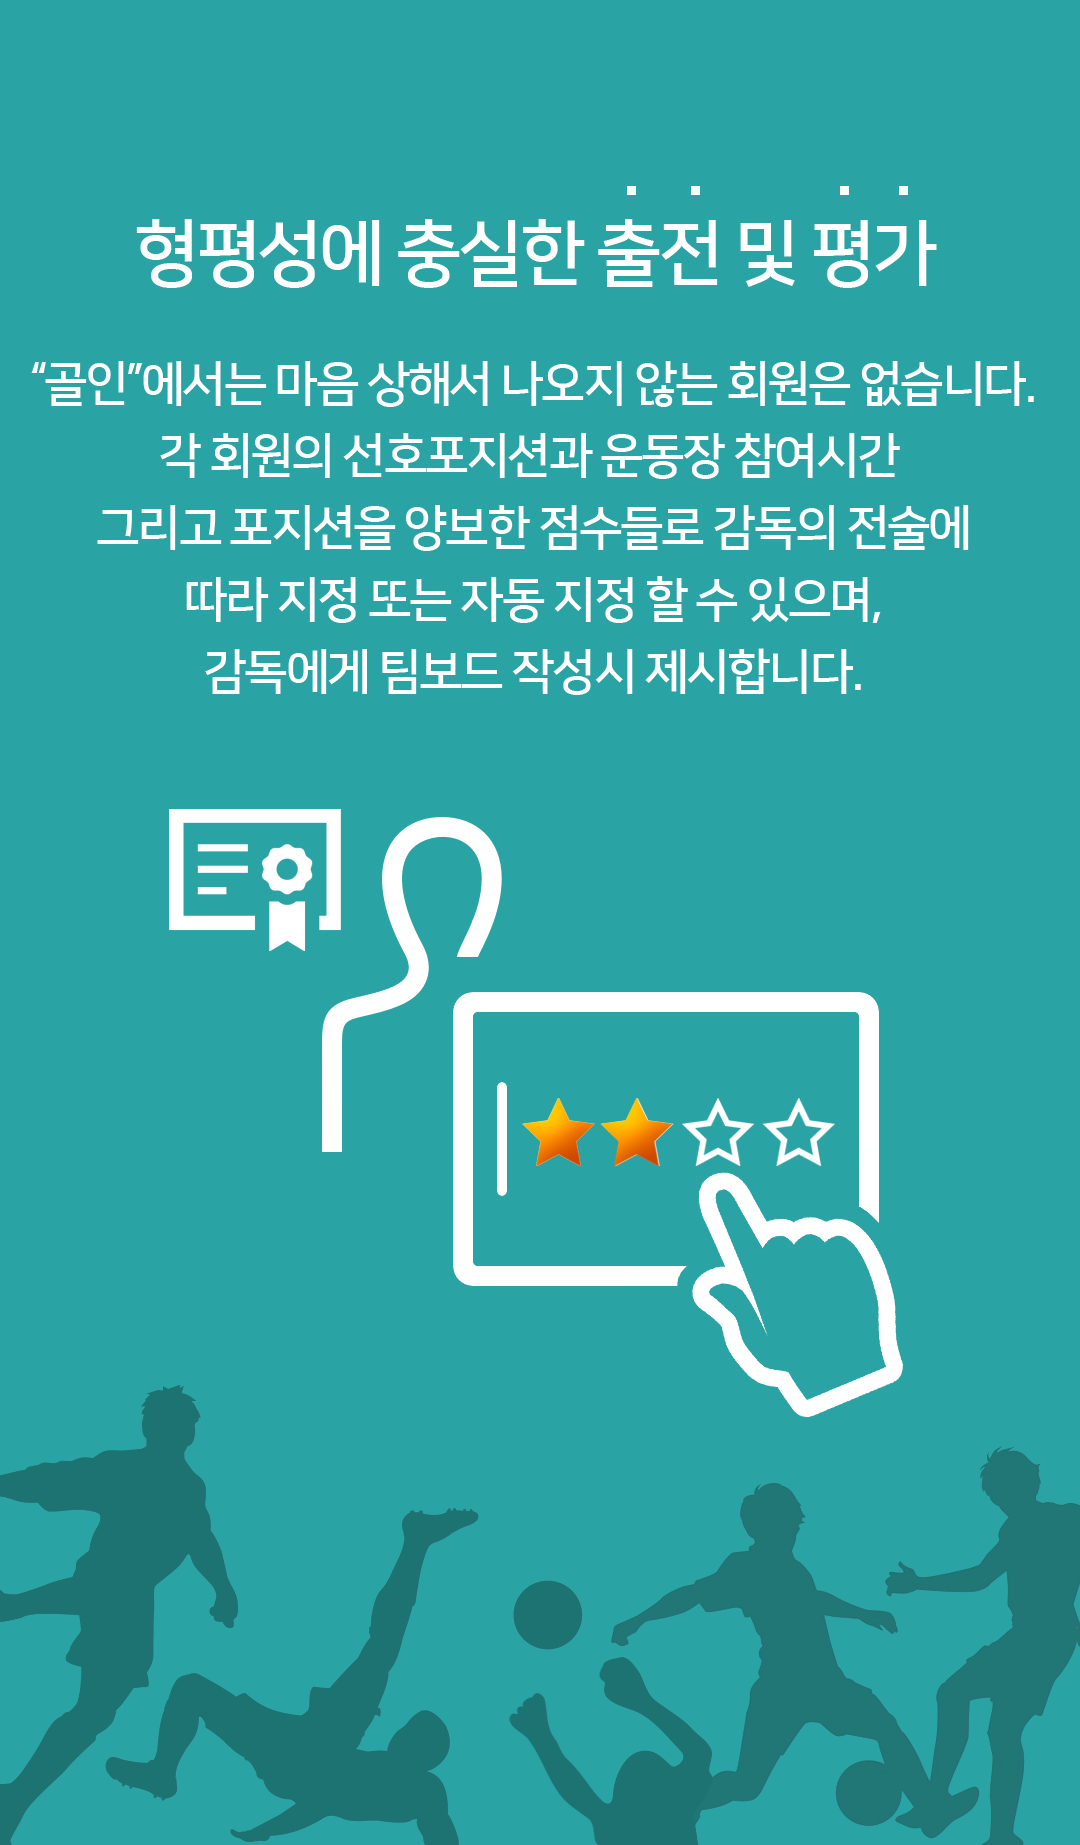 형평성에 충실한 출전 및 평가
“골인”에서는 마음 상해서 나오지 않는 회원은 없습니다.
각 회원의 선호포지션과 운동장 참여시간
그리고 포지션을 양보한 점수들로 감독의 전술에
따라 지정 또는 자동 지정 할 수 있으며,
감독에게 팀보드 작성시 제시합니다.